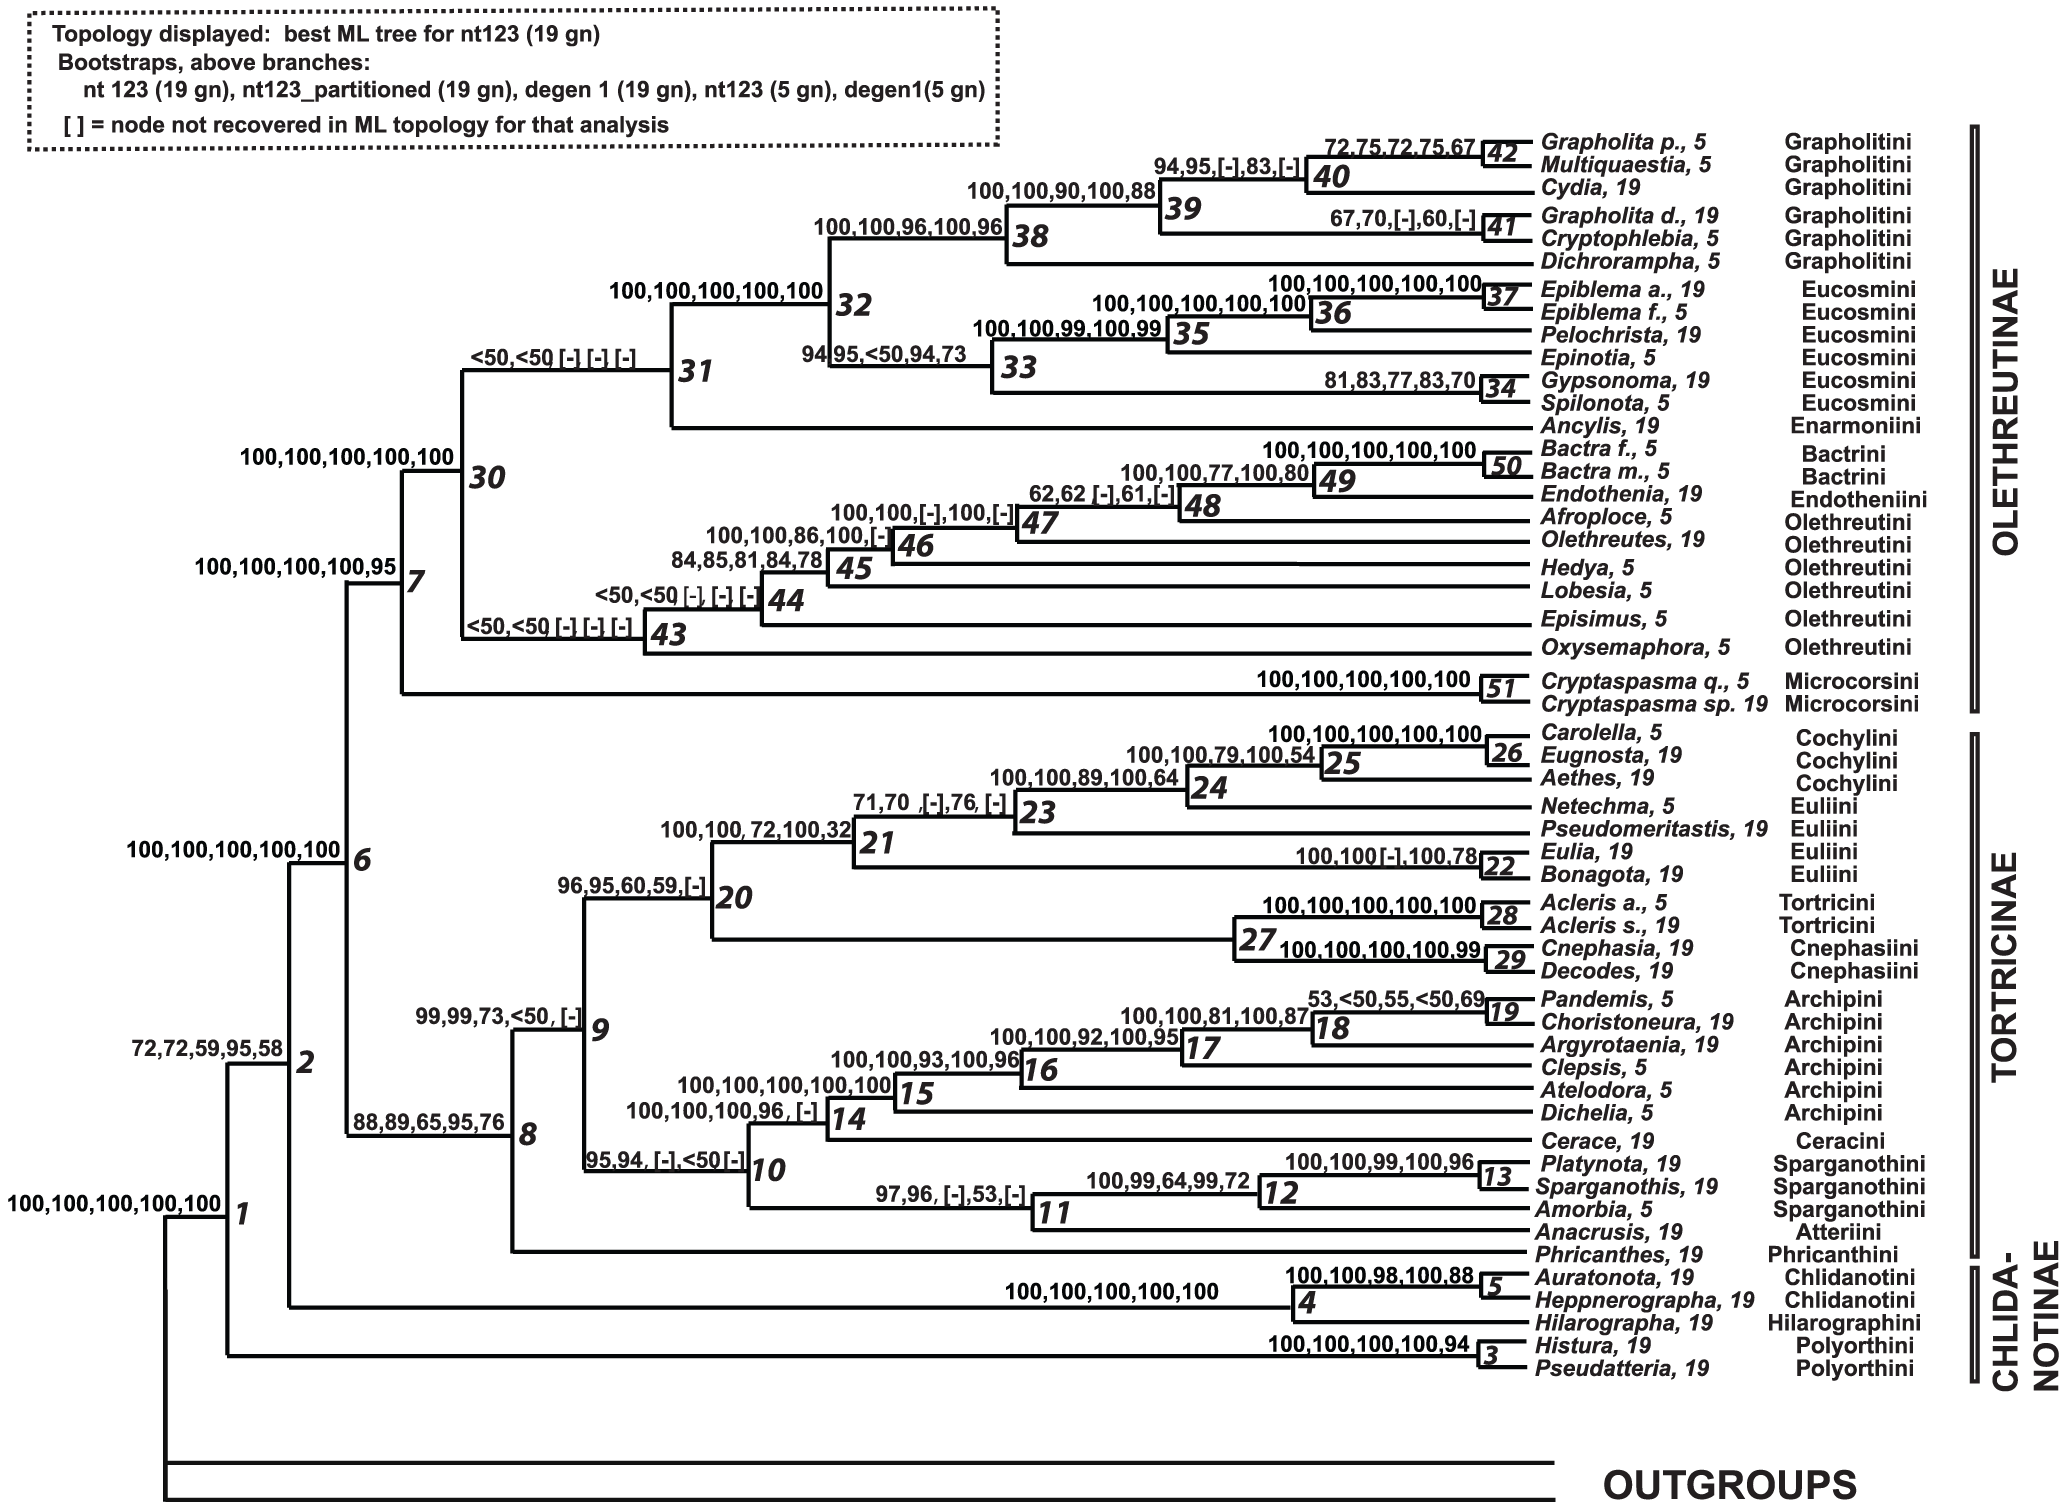 Topology displayed: best ML tree for nt123 (19 gn)
Bootstraps, above branches:
nt 123 (19 gn), nt123_partitioned (19 gn), degen 1 (19 gn), nt123 (5 gn), degen1(5 gn)
[ ] = node not recovered in ML topology for that analysis
72,75,72,75,67 42 Grapholita p., 5 Grapholitini
Multiquaestia, 5 Grapholitini
94,95,[-],83,[-] 40
Cydia, 19 Grapholitini
100,100,90,100,88 39
67,70,[-],60,[-] 41 Grapholita d., 19 Grapholitini
Cryptophlebia, 5 Grapholitini
100,100,96,100,96 38
Dichrorampha, 5 Grapholitini
100,100,100,100,100 32
100,100,100,100,100 37 Epiblema a., 19 Eucosmini
Epiblema f., 5 Eucosmini
100,100,100,100,100 36
Pelochrista, 19 Eucosmini
100,100,99,100,99 35
Epinotia, 5 Eucosmini
94,95,<50,94,73 33
81,83,77,83,70 34 Gypsonoma, 19 Eucosmini
Spilonota, 5 Eucosmini
<50,<50,[-],[-],[-] 31
Ancylis, 19 Enarmoniini
100,100,100,100,100 30
100,100,100,100,100 50 Bactra f., 5 Bactrini
Bactra m., 5 Bactrini
100,100,77,100,80 49
Endothenia, 19 Endotheniini
62,62,[-],61,[-] 48
Afroploce, 5 Olethreutini
100,100,[-],100,[-] 47
Olethreutes, 19 Olethreutini
100,100,86,100,[-] 46
Hedya, 5 Olethreutini
84,85,81,84,78 45
Lobesia, 5 Olethreutini
<50,<50,[-],[-],[-] 44
Episimus, 5 Olethreutini
<50,<50,[-],[-],[-] 43
Oxysemaphora, 5 Olethreutini
100,100,100,100,95 7
100,100,100,100,100 51 Cryptaspasma q., 5 Microcorsini
Cryptaspasma sp. 19 Microcorsini
OLETHREUTINAE
100,100,100,100,100 26 Carolella, 5 Cochylini
Eugnosta, 19 Cochylini
100,100,79,100,54 25
Aethes, 19 Cochylini
100,100,89,100,64 24
Netechma, 5 Euliini
71,70 ,[-],76, [-] 23
Pseudomeritastis, 19 Euliini
100,100, 72,100,32 21
100,100[-],100,78 22 Eulia, 19 Euliini
Bonagota, 19 Euliini
100,100,100,100,100 6
96,95,60,59,[-] 20
100,100,100,100,100 28 Acleris a., 5 Tortricini
Acleris s., 19 Tortricini
27
100,100,100,100,99 29 Cnephasia, 19 Cnephasiini
Decodes, 19 Cnephasiini
99,99,73,<50, [-] 9
53,<50,55,<50,69 19 Pandemis, 5 Archipini
Choristoneura, 19 Archipini
100,100,81,100,87 18
Argyrotaenia, 19 Archipini
100,100,92,100,95 17
Clepsis, 5 Archipini
100,100,93,100,96 16
Atelodora, 5 Archipini
100,100,100,100,100 15
Dichelia, 5 Archipini
100,100,100,96, [-] 14
Cerace, 19 Ceracini
72,72,59,95,58 2
88,89,65,95,76 8
95,94, [-],<50[-] 10
100,100,99,100,96 13 Platynota, 19 Sparganothini
Sparganothis, 19 Sparganothini
100,99,64,99,72 12
Amorbia, 5 Sparganothini
97,96, [-],53,[-] 11
Anacrusis, 19 Atteriini
Phricanthes, 19 Phricanthini
TORTRICINAE
100,100,100,100,100 1
100,100,98,100,88 5 Auratonota, 19 Chlidanotini
Heppnerographa, 19 Chlidanotini
100,100,100,100,100 4
Hilarographa, 19 Hilarographini
100,100,100,100,94 3 Histura, 19 Polyorthini
Pseudatteria, 19 Polyorthini
CHLIDA-
NOTINAE
OUTGROUPS